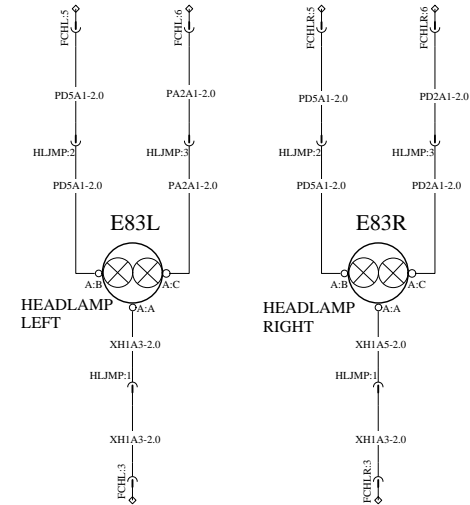 FCHL:5
FCHL:6
FCHLR:5
FCHLR:6
PD5A1-2.0
PA2A1-2.0
PD5A1-2.0
PD2A1-2.0
HLJMP:2
HLJMP:3
HLJMP:2
HLJMP:3
PD5A1-2.0
PA2A1-2.0
PD5A1-2.0
PD2A1-2.0
E83L
E83R
A:B
A:C
A:B
A:C
HEADLAMP
LEFT
A:A
HEADLAMP
RIGHT
A:A
XH1A3-2.0
XH1A5-2.0
HLJMP:1
HLJMP:1
XH1A3-2.0
XH1A3-2.0
FCHL:3
FCHLR:3